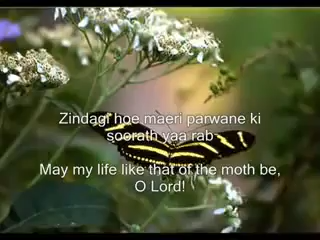 Zindagi hoe maeri parwane ki
soorath yaa rab
May my life like that of the moth be,
O Lord!